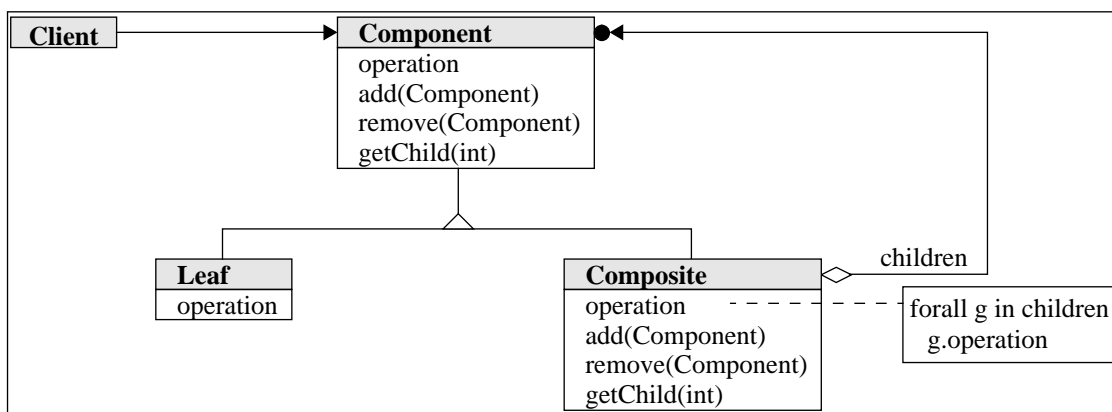 Client
Component
operation
add(Component)
remove(Component)
getChild(int)
Leaf
operation
Composite
operation
add(Component)
remove(Component)
getChild(int)
children
forall g in children
g.operation